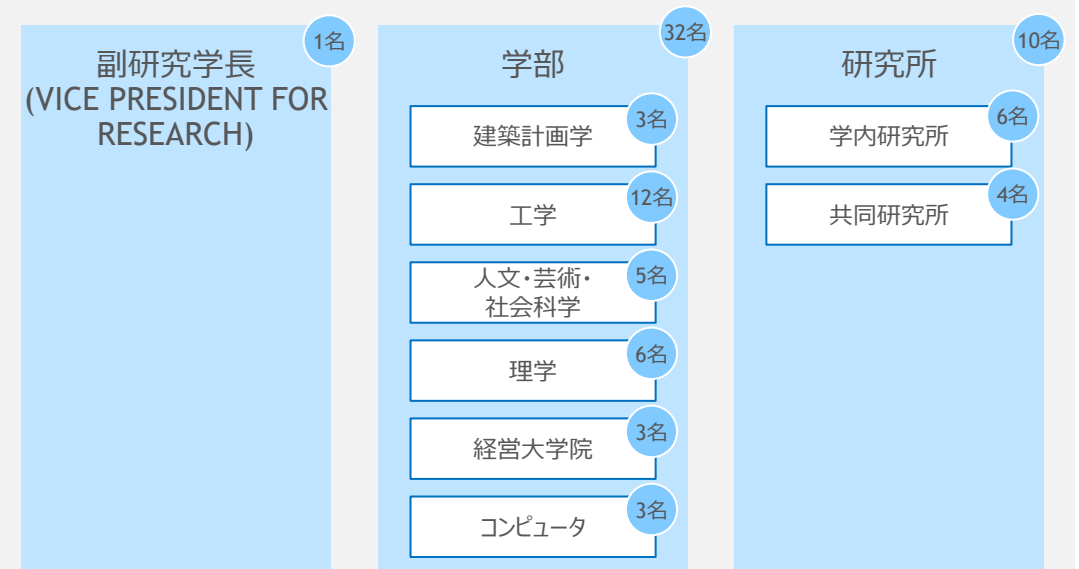 1名
副研究学長
(VICE PRESIDENT FOR
RESEARCH)
32名
学部
3名
建築計画学
12名
工学
5名
人文・芸術・
社会科学
6名
理学
3名
経営大学院
3名
コンピュータ
10名
研究所
6名
学内研究所
4名
共同研究所